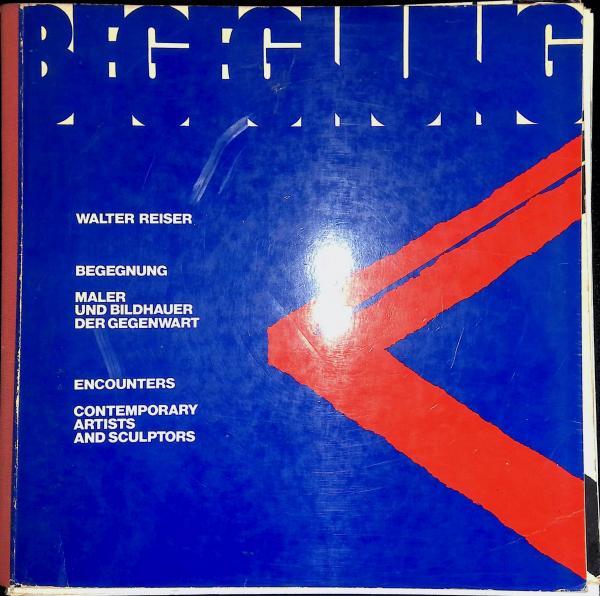 BEGEGNUNG
WALTER REISER
BEGEGNUNG
MALER
UND BILDHAUER
DER GEGENWART
ENCOUNTERS
CONTEMPORARY
ARTISTS
AND SCULPTORS